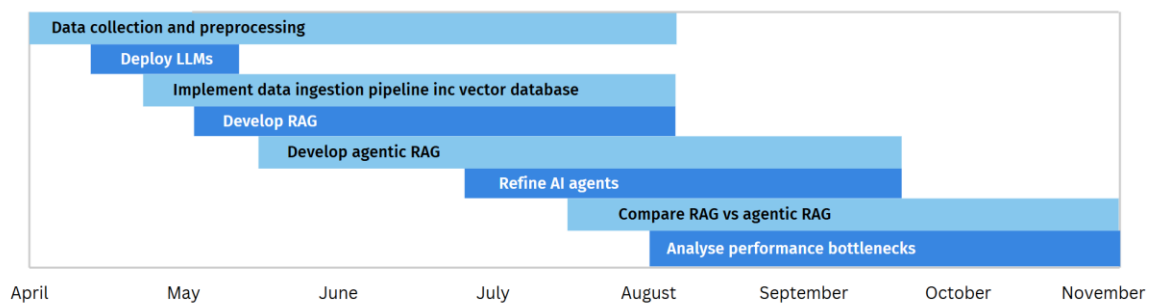 Data collection and preprocessing
Deploy LLMs
Implement data ingestion pipeline inc vector database
Develop RAG
Develop agentic RAG
Refine AI agents
Compare RAG vs agentic RAG
Analyse performance bottlenecks
April May June July August September October November